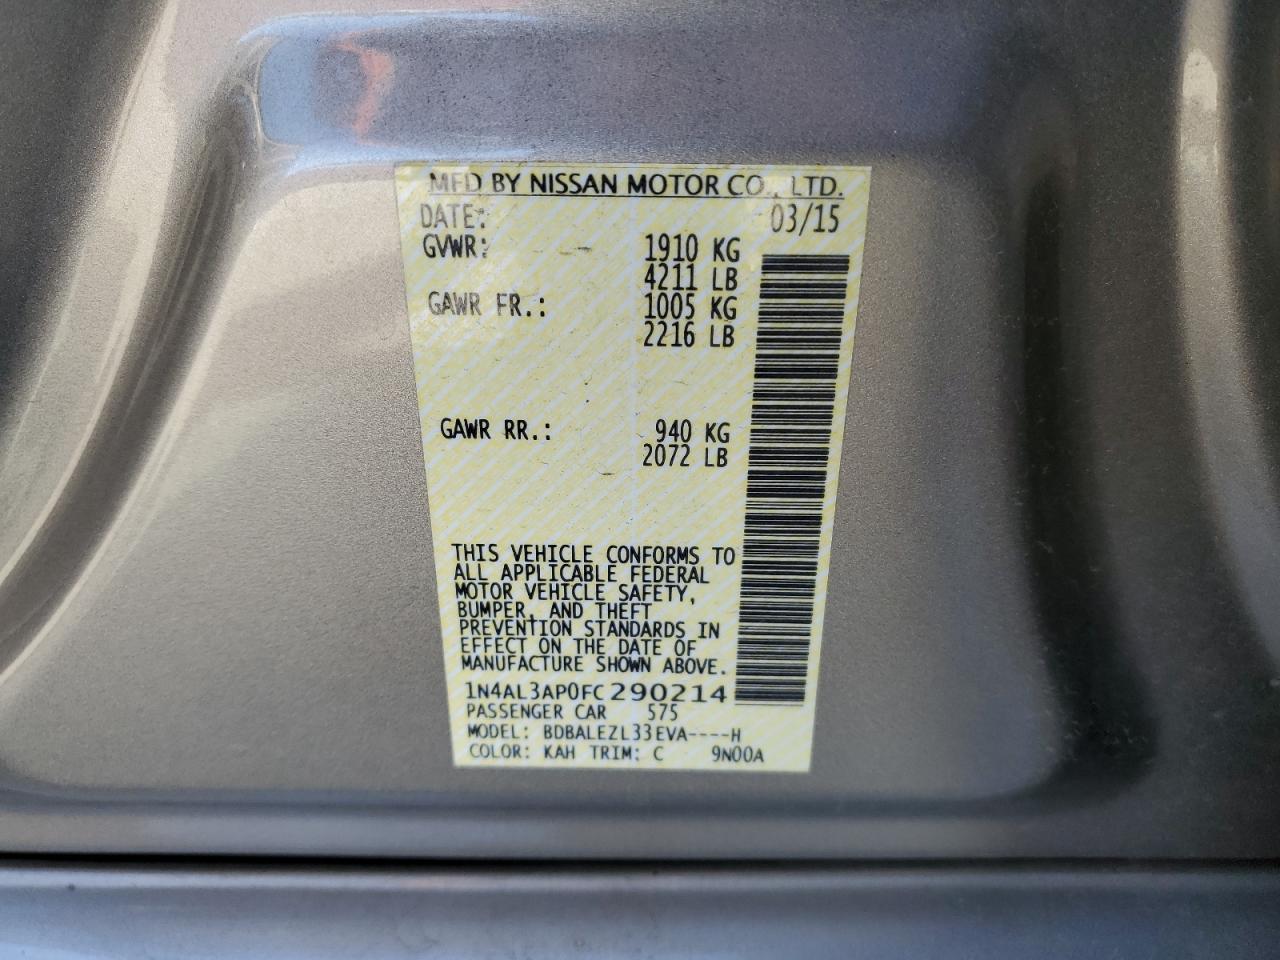 MFD BY NISSAN MOTOR CO., LTD.
DATE: 03/15
GVWR: 1910 KG
4211 LB
GAWR FR.: 1005 KG
2216 LB
GAWR RR.: 940 KG
2072 LB
THIS VEHICLE CONFORMS TO
ALL APPLICABLE FEDERAL
MOTOR VEHICLE SAFETY,
BUMPER, AND THEFT
PREVENTION STANDARDS IN
EFFECT ON THE DATE OF
MANUFACTURE SHOWN ABOVE.
1N4AL3AP0FC290214
PASSENGER CAR 575
MODEL: BDBALEZL33EVA----H
COLOR: KAH TRIM: C 9N00A